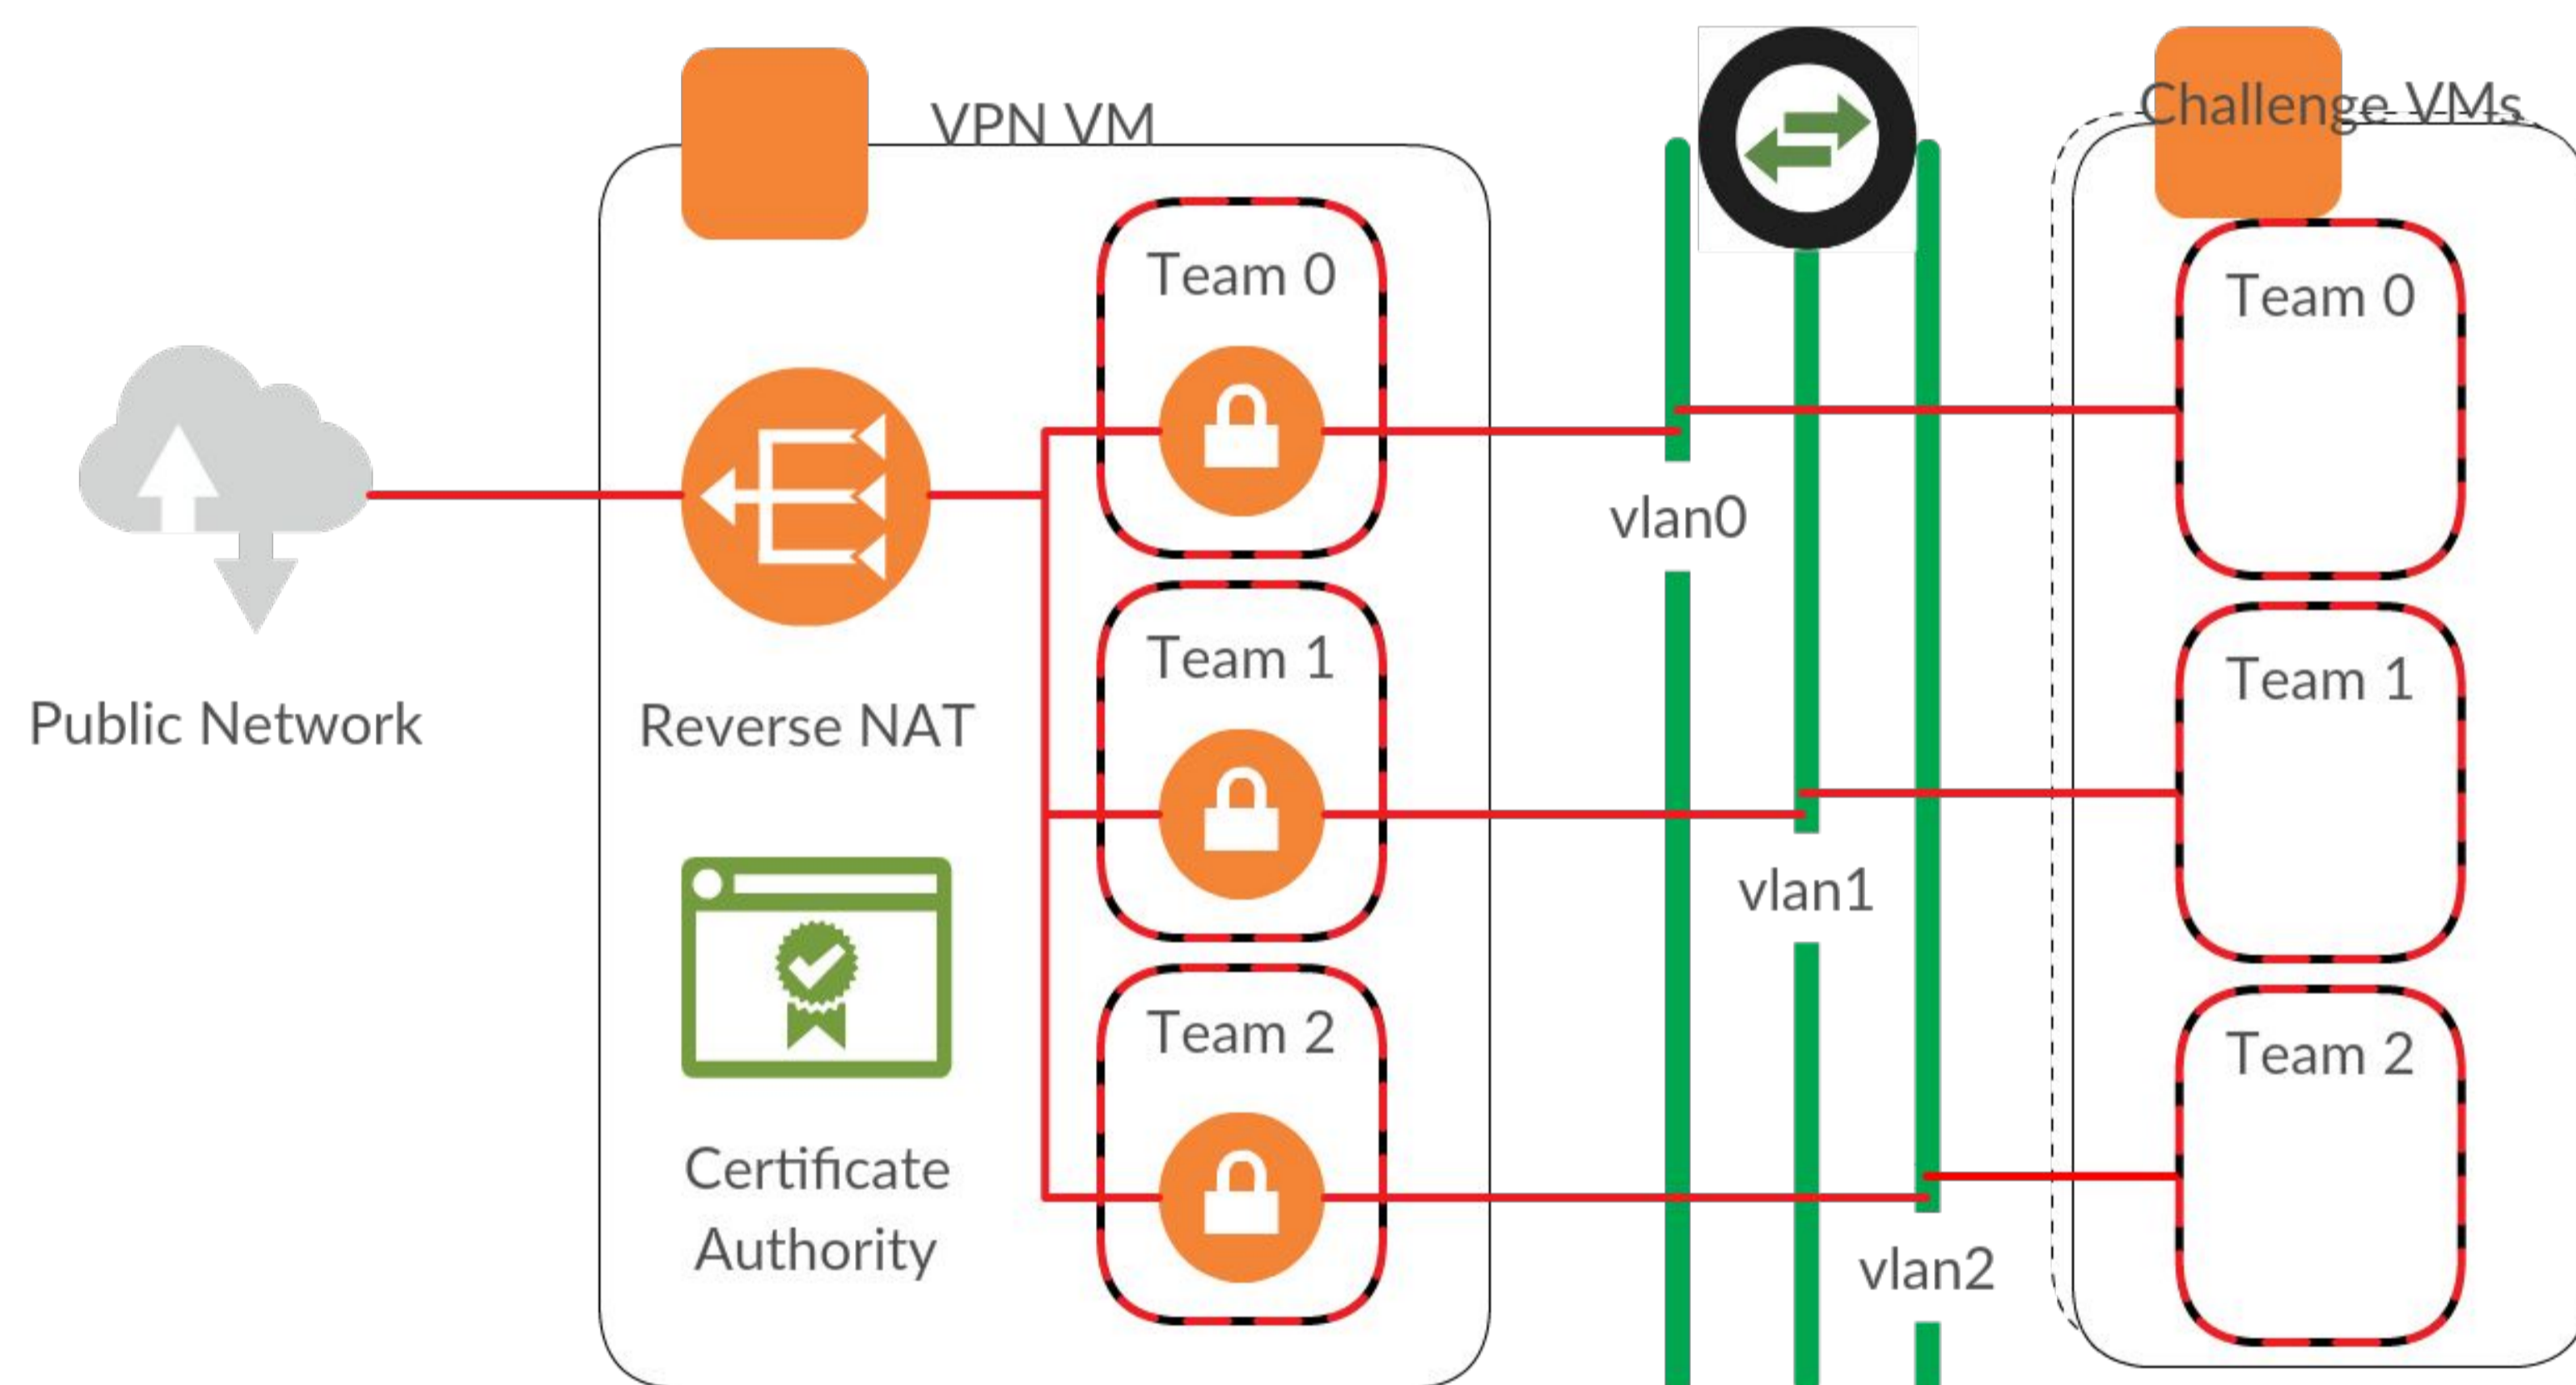 VPN VM
Challenge VMs
Team 0
Team 0
vlan0
Team 1
Team 1
Public Network
Reverse NAT
vlan1
Team 2
Team 2
Certificate
Authority
vlan2